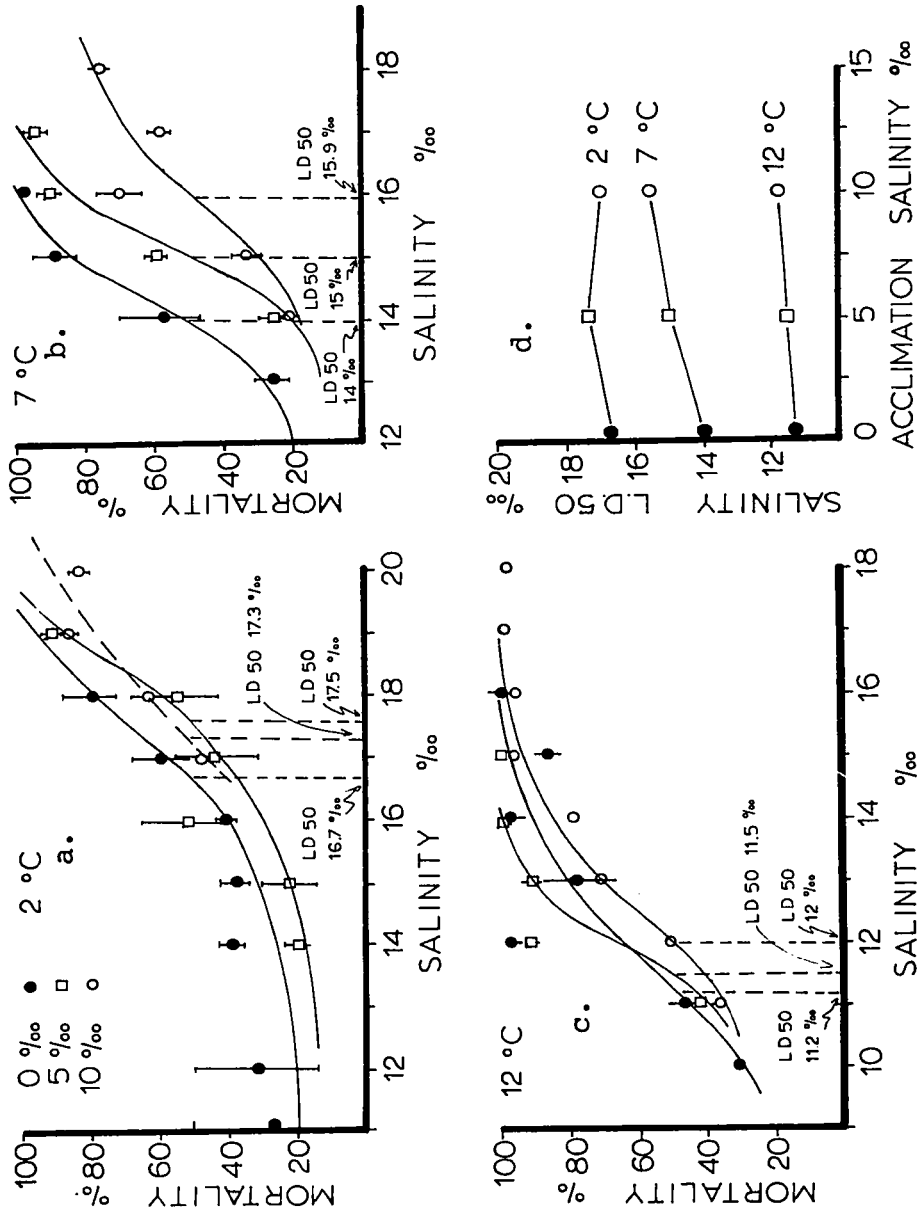 0 ‰
5 ‰
10 ‰
2 °C
a.
100
80
60
40
20
MORTALITY
%
12
14
16
18
20
SALINITY ‰
LD 50
16.7 ‰
LD 50 17.3 ‰
LD 50
17.5 ‰
7 °C
b.
100
80
60
40
20
MORTALITY
%
12
14
16
18
SALINITY ‰
LD 50
14 ‰
LD 50
15 ‰
LD 50
15.9 ‰
12 °C
c.
100
80
60
40
20
MORTALITY
%
10
12
14
16
18
SALINITY ‰
LD 50
11.2 ‰
LD 50 11.5 ‰
LD 50
12 ‰
d.
20
18
16
14
12
SALINITY
L.D.50
‰
2 °C
7 °C
12 °C
0
5
10
15
ACCLIMATION SALINITY ‰